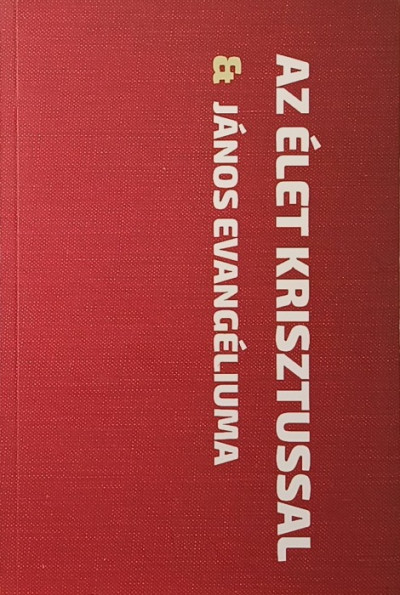 AZ ÉLET KRISZTUSSAL
& JÁNOS EVANGÉLIUMA